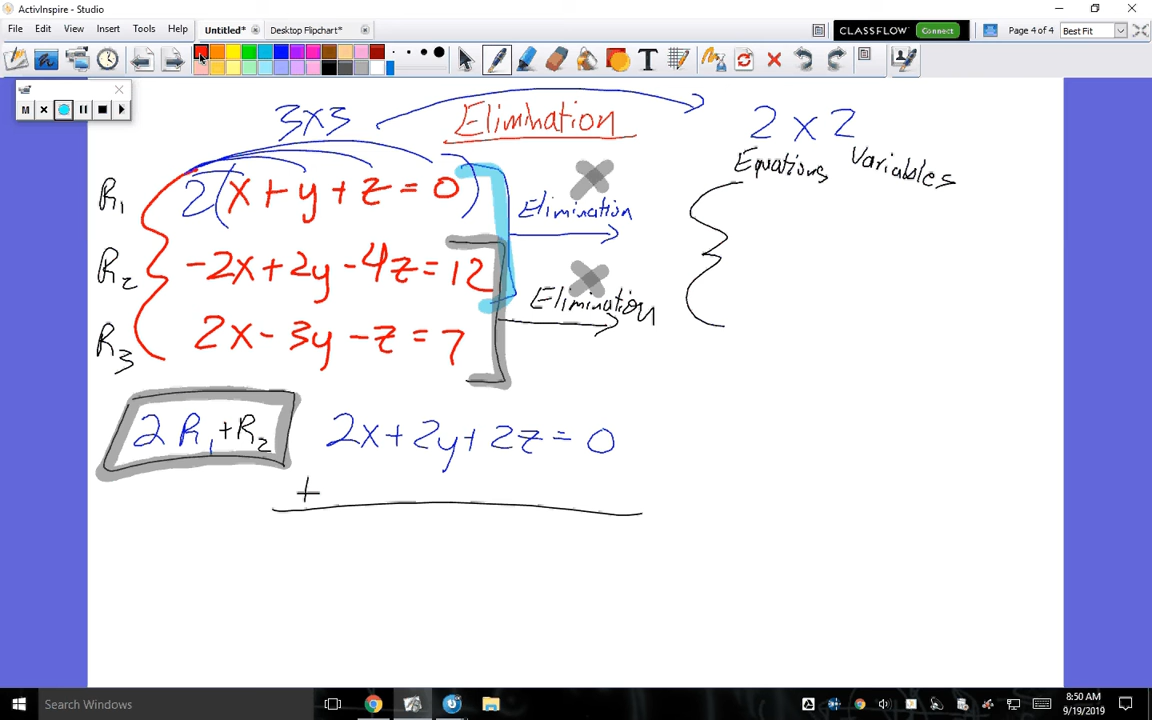 ActivInspire - Studio
File Edit View Insert Tools Help Untitled* Desktop Flipchart* CLASSFLOW Connect Page 4 of 4 Best Fit
M
3x3 Elimination 2 x 2
Equations Variables
R1 2(x + y + z = 0) Elimination
R2 -2x + 2y - 4z = 12 Elimination
R3 2x - 3y - z = 7
2 R1 + R2 2x + 2y + 2z = 0
+
Search Windows
8:50 AM
9/19/2019